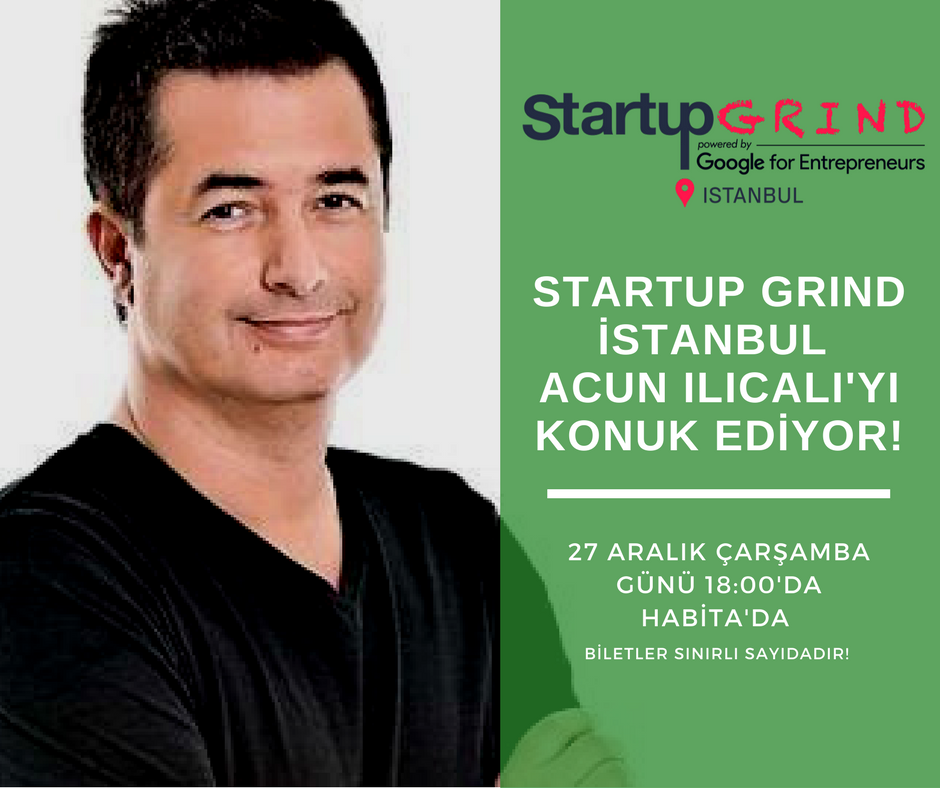 Startup GRIND
powered by
Google for Entrepreneurs
ISTANBUL
STARTUP GRIND
İSTANBUL
ACUN ILICALI'YI
KONUK EDİYOR!
27 ARALIK ÇARŞAMBA
GÜNÜ 18:00'DA
HABİTA'DA
BİLETLER SINIRLI SAYIDADIR!